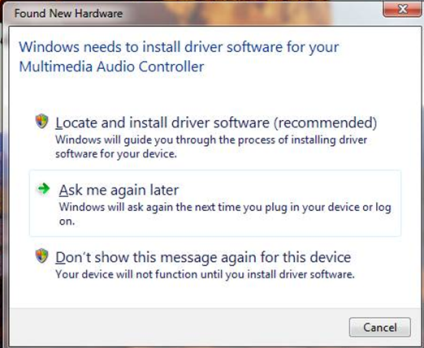 Found New Hardware
Windows needs to install driver software for your
Multimedia Audio Controller
Locate and install driver software (recommended)
Windows will guide you through the process of installing driver
software for your device.
Ask me again later
Windows will ask again the next time you plug in your device or log
on.
Don't show this message again for this device
Your device will not function until you install driver software.
Cancel